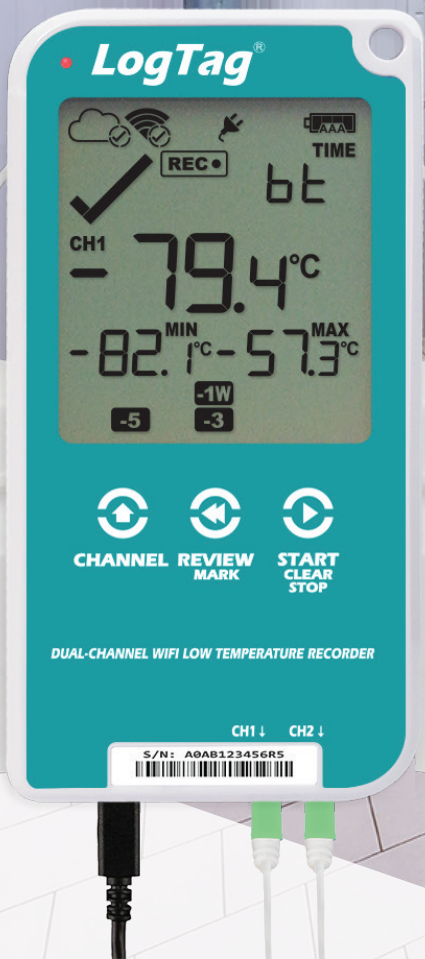 LogTag®
AAA
TIME
REC
bt
CH1
-79.4°C
MIN
MAX
-82.1°C
-57.3°C
-1W
-5
-3
CHANNEL
REVIEW
MARK
START
CLEAR
STOP
DUAL-CHANNEL WIFI LOW TEMPERATURE RECORDER
CH1↓ CH2↓
S/N: A0AB123456R5